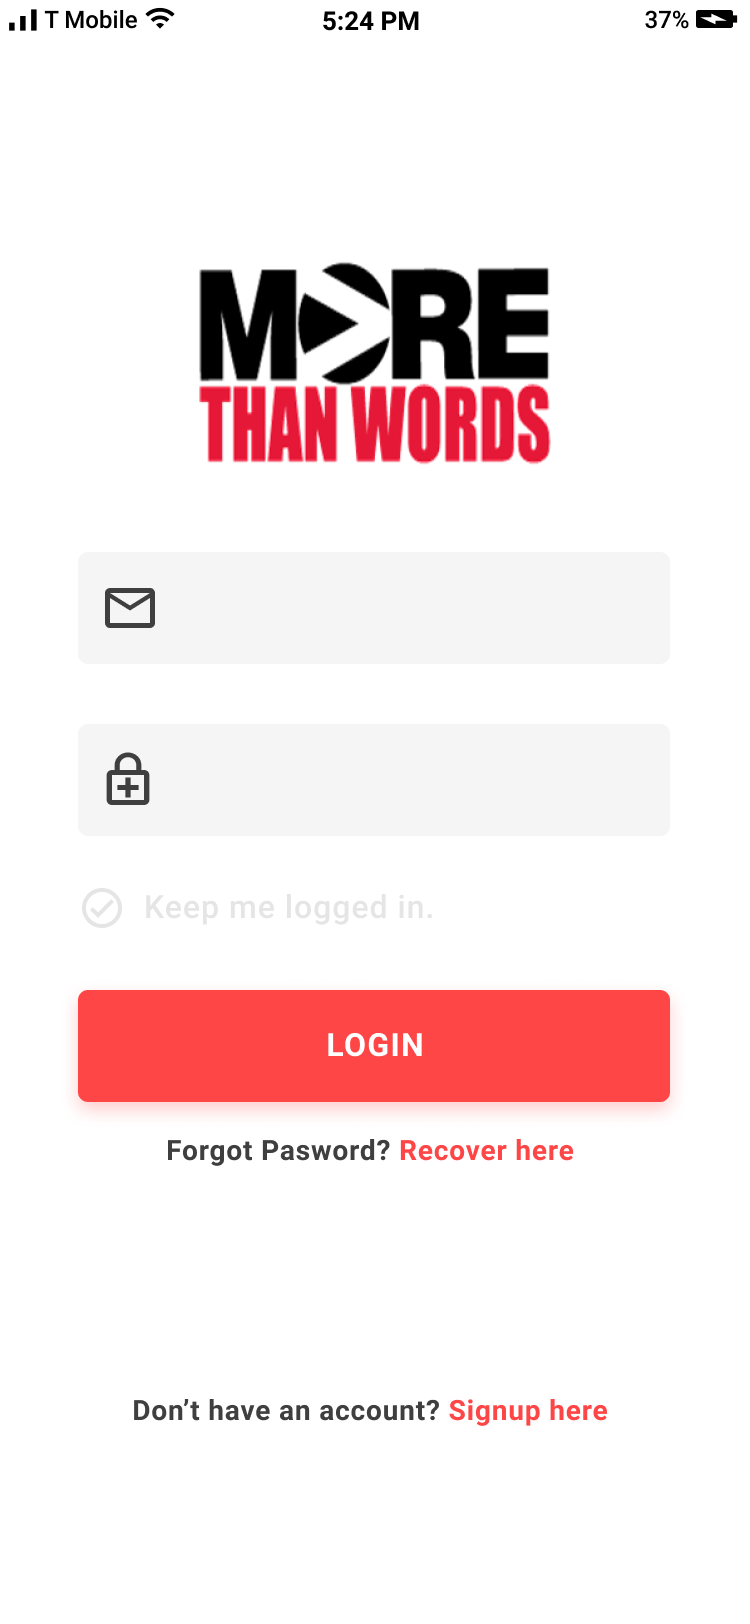 T Mobile 5:24 PM 37%
MORE
THAN WORDS
Keep me logged in.
LOGIN
Forgot Pasword? Recover here
Don’t have an account? Signup here